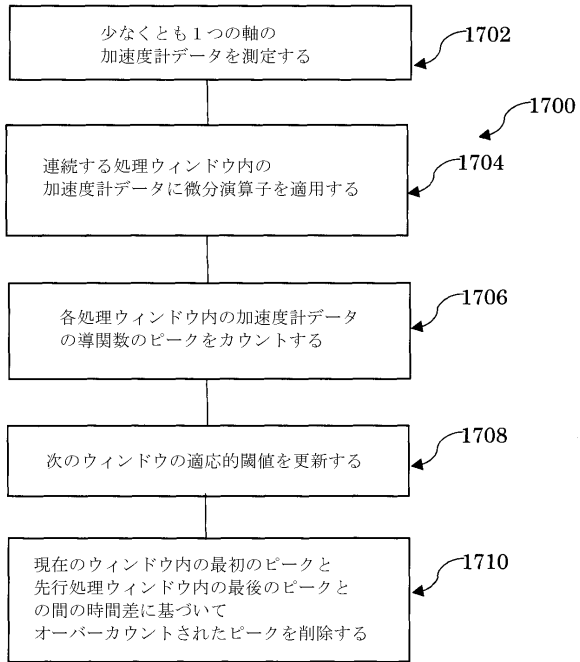 少なくとも１つの軸の
加速度計データを測定する
1702
1700
連続する処理ウィンドウ内の
加速度計データに微分演算子を適用する
1704
各処理ウィンドウ内の加速度計データ
の導関数のピークをカウントする
1706
次のウィンドウの適応的閾値を更新する
1708
現在のウィンドウ内の最初のピークと
先行処理ウィンドウ内の最後のピークと
の間の時間差に基づいて
オーバーカウントされたピークを削除する
1710